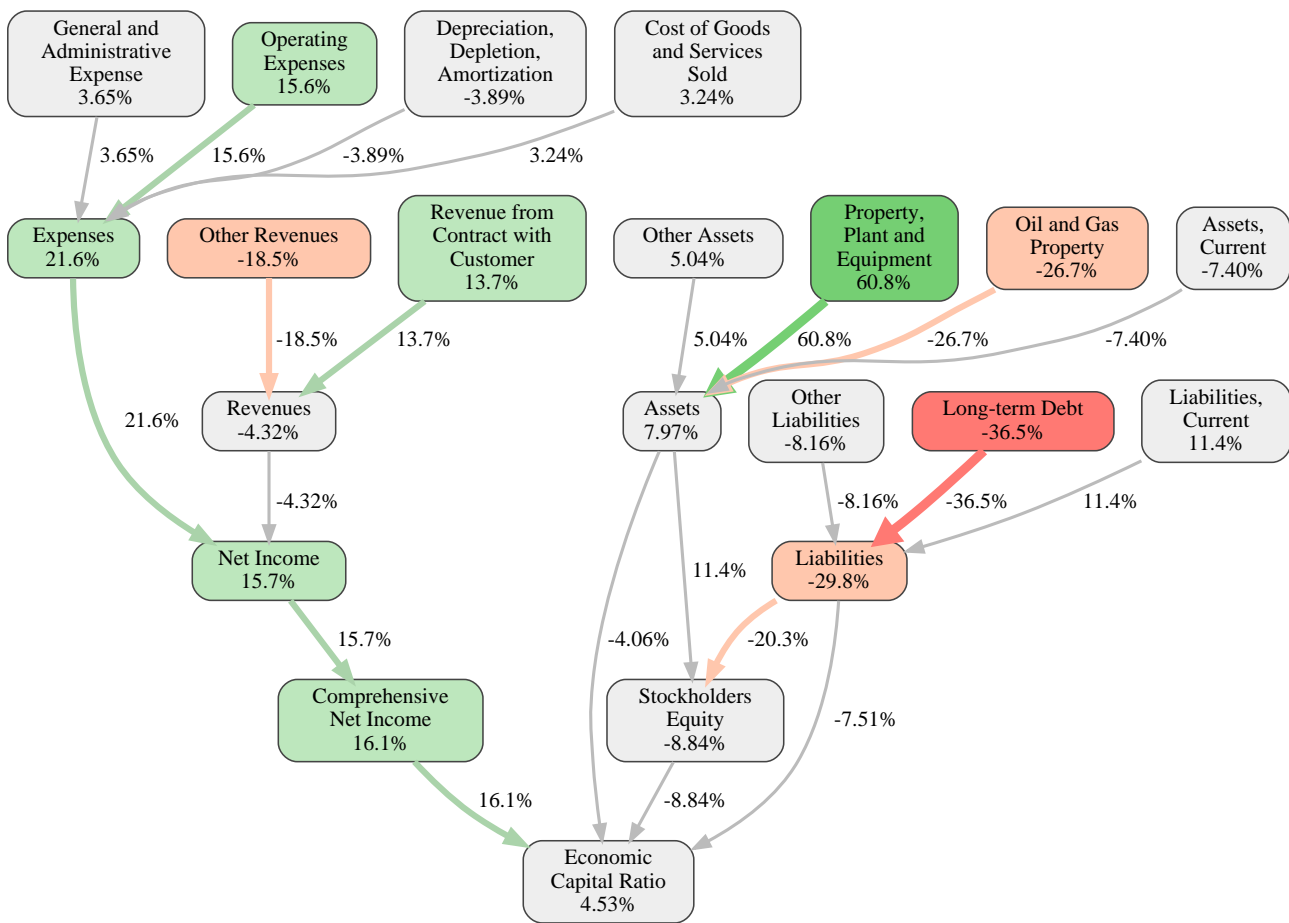 General and
Administrative
Expense
3.65%
Operating
Expenses
15.6%
Depreciation,
Depletion,
Amortization
-3.89%
Cost of Goods
and Services
Sold
3.24%
3.65%
15.6%
-3.89%
3.24%
Expenses
21.6%
Other Revenues
-18.5%
Revenue from
Contract with
Customer
13.7%
Other Assets
5.04%
Property,
Plant and
Equipment
60.8%
Oil and Gas
Property
-26.7%
Assets,
Current
-7.40%
-18.5%
13.7%
5.04%
60.8%
-26.7%
-7.40%
21.6%
Revenues
-4.32%
Assets
7.97%
Other
Liabilities
-8.16%
Long-term Debt
-36.5%
Liabilities,
Current
11.4%
-4.32%
-8.16%
-36.5%
11.4%
Net Income
15.7%
11.4%
Liabilities
-29.8%
15.7%
-4.06%
-20.3%
Comprehensive
Net Income
16.1%
Stockholders
Equity
-8.84%
-7.51%
16.1%
-8.84%
Economic
Capital Ratio
4.53%